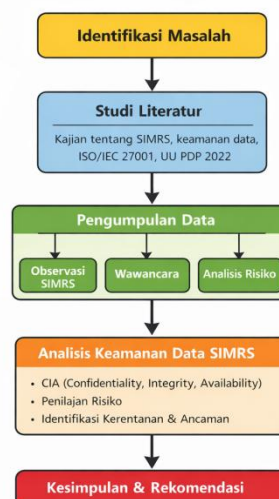 Identifikasi Masalah
Studi Literatur
Kajian tentang SIMRS, keamanan data,
ISO/IEC 27001, UU PDP 2022
Pengumpulan Data
Observasi
SIMRS
Wawancara
Analisis Risiko
Analisis Keamanan Data SIMRS
• CIA (Confidentiality, Integrity, Availability)
• Penilajan Risiko
• Identifikasi Kerentanan & Ancaman
Kesimpulan & Rekomendasi